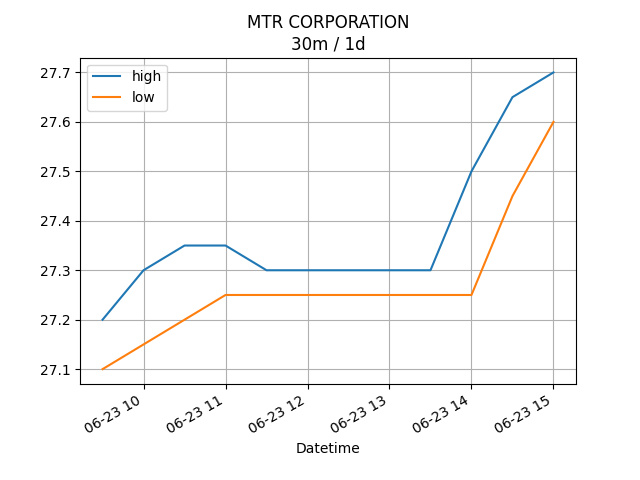 MTR CORPORATION
30m / 1d
high
low
27.7
27.6
27.5
27.4
27.3
27.2
27.1
06-23 10
06-23 11
06-23 12
06-23 13
06-23 14
06-23 15
Datetime